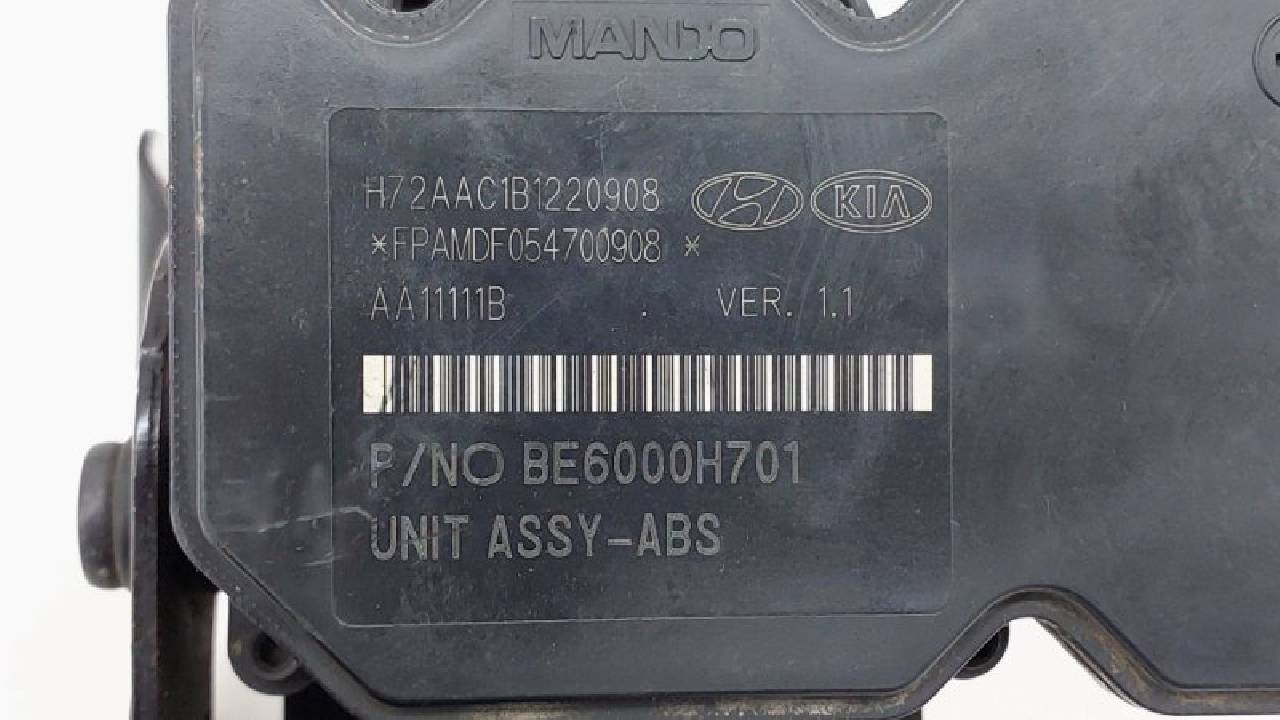 MANDO
H72AAC1B1220908
KIA
*FPAMDF054700908 *
AA11111B . VER. 1.1
P/NO BE6000H701
UNIT ASSY-ABS